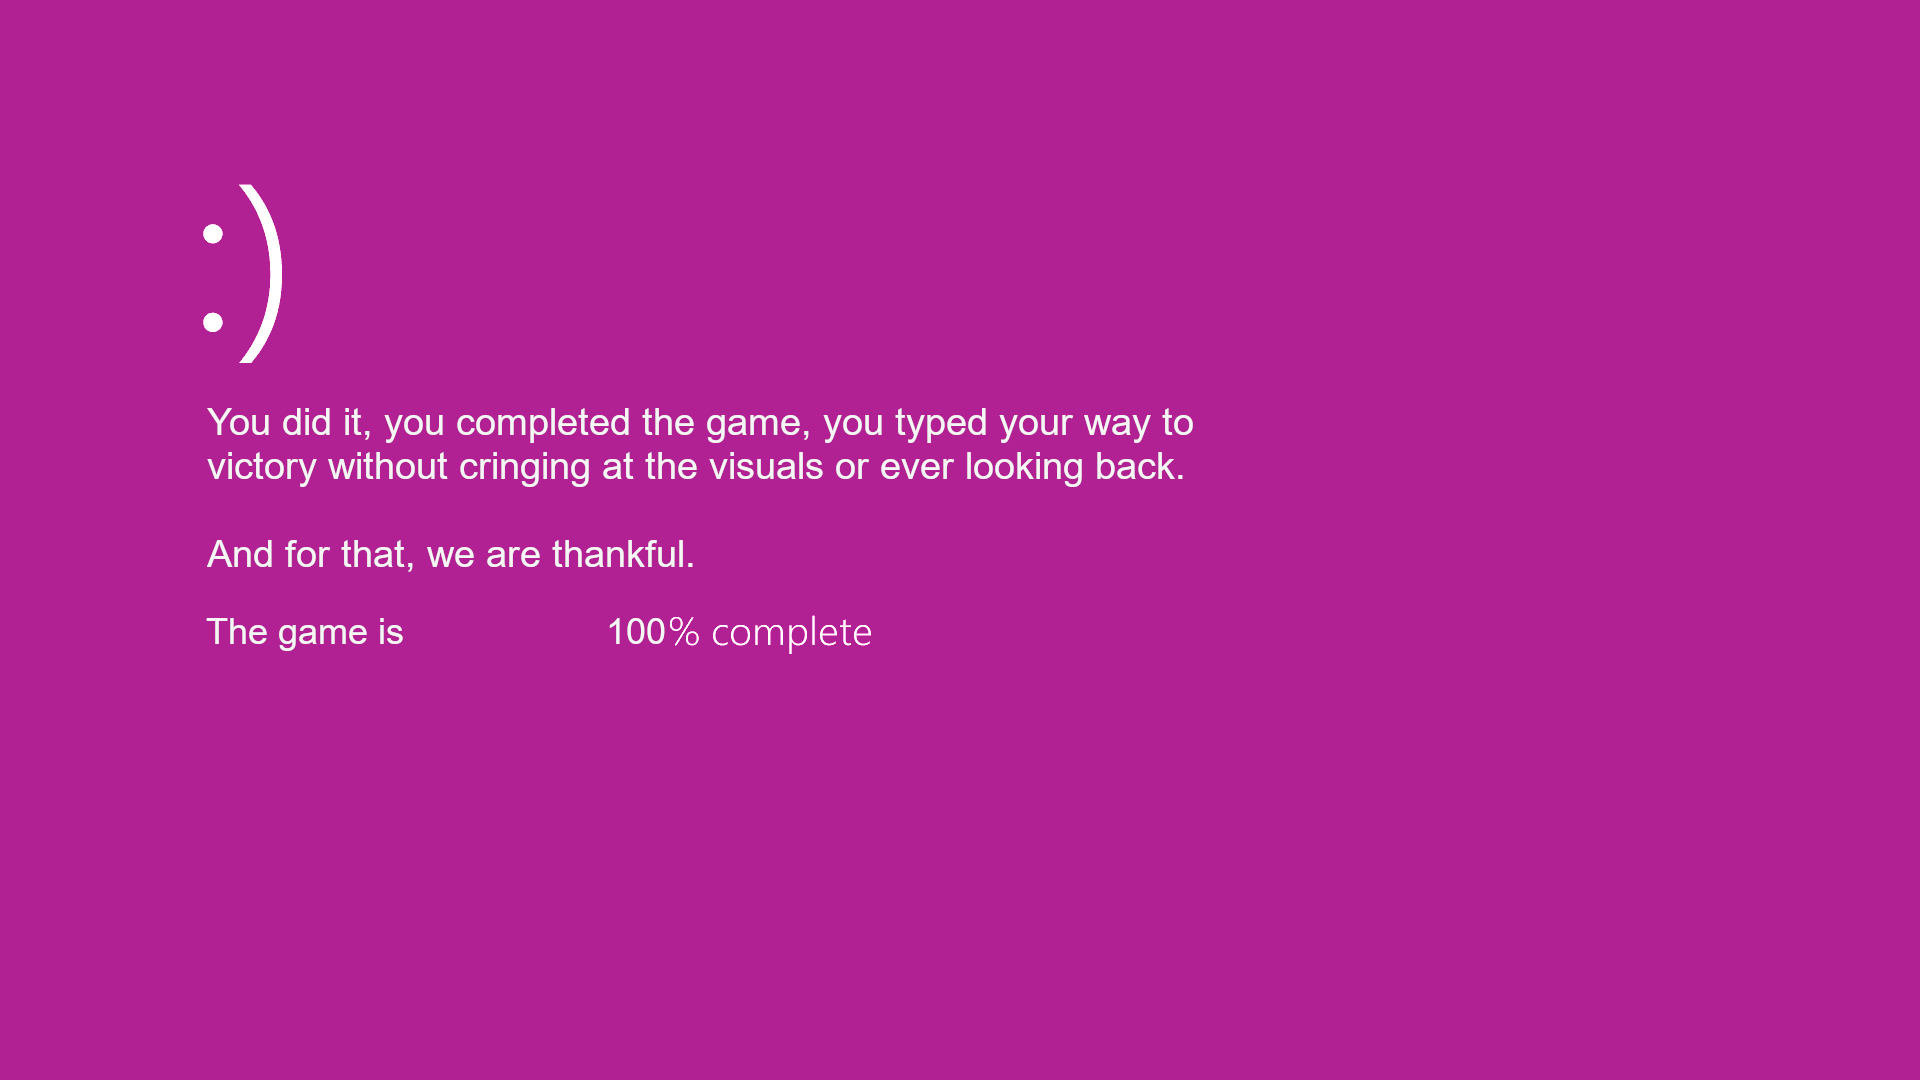 :)
You did it, you completed the game, you typed your way to
victory without cringing at the visuals or ever looking back.
And for that, we are thankful.
The game is 100% complete